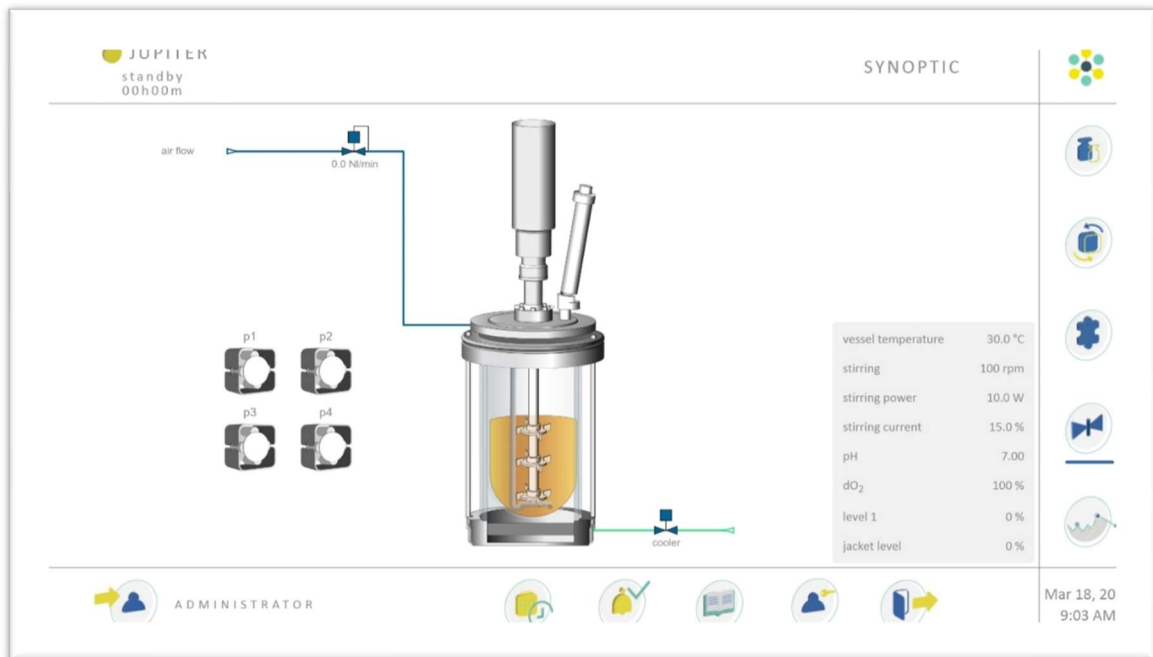 JUPITER
standby
00h00m
SYNOPTIC
air flow
0.0 Nl/min
p1 p2
p3 p4
vessel temperature 30.0 °C
stirring 100 rpm
stirring power 10.0 W
stirring current 15.0 %
pH 7.00
dO₂ 100 %
level 1 0 %
jacket level 0 %
cooler
ADMINISTRATOR
Mar 18, 20
9:03 AM